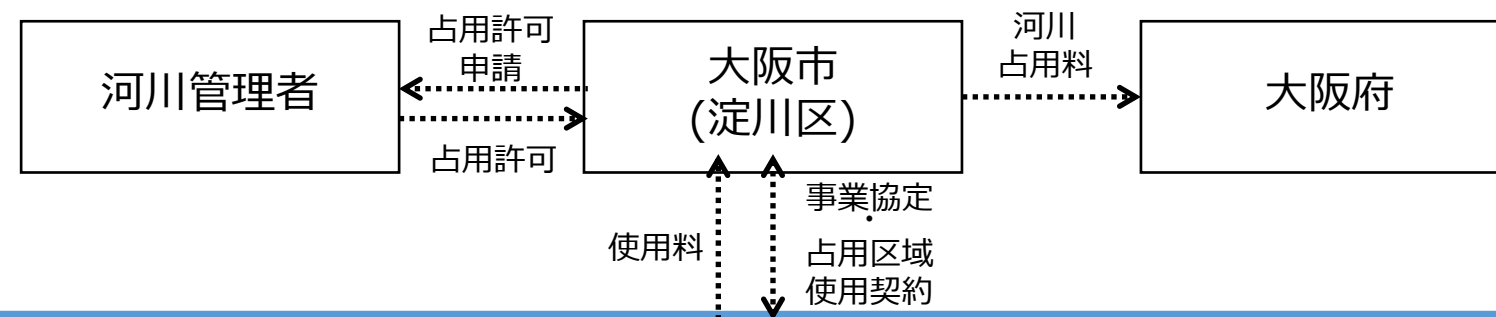 河川管理者
占用許可
申請
占用許可
大阪市
(淀川区)
河川
占用料
大阪府
使用料
事業協定
・
占用区域
使用契約